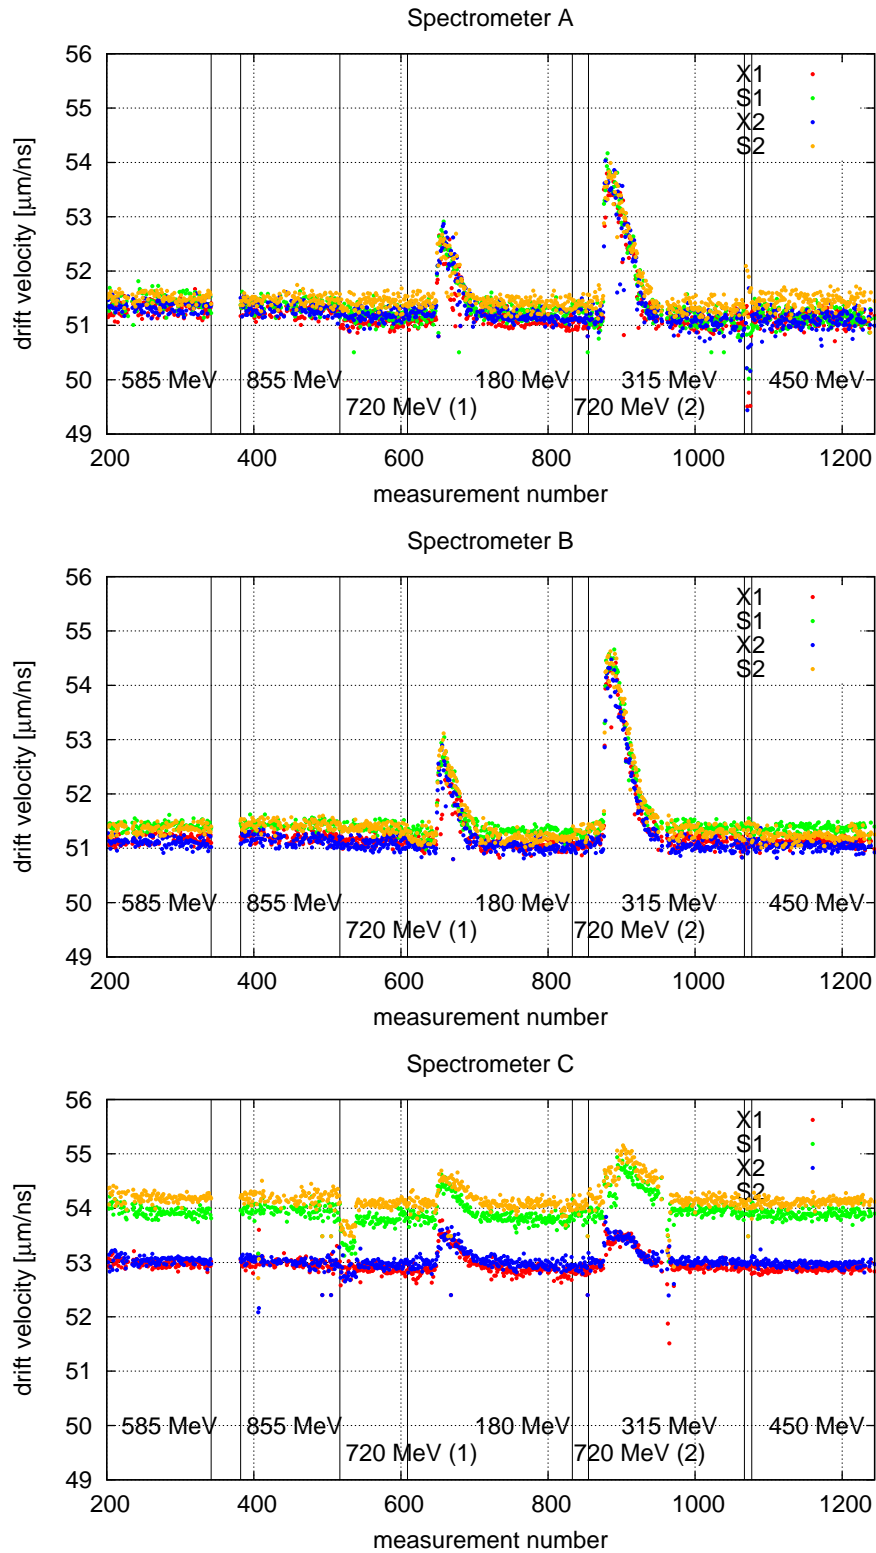 Spectrometer A
56
55
54
53
52
51
50
49
drift velocity [µm/ns]
X1
S1
X2
S2
585 MeV 855 MeV 180 MeV 315 MeV 450 MeV
720 MeV (1) 720 MeV (2)
200 400 600 800 1000 1200
measurement number
Spectrometer B
56
55
54
53
52
51
50
49
drift velocity [µm/ns]
X1
S1
X2
S2
585 MeV 855 MeV 180 MeV 315 MeV 450 MeV
720 MeV (1) 720 MeV (2)
200 400 600 800 1000 1200
measurement number
Spectrometer C
56
55
54
53
52
51
50
49
drift velocity [µm/ns]
X1
S1
X2
S2
585 MeV 855 MeV 180 MeV 315 MeV 450 MeV
720 MeV (1) 720 MeV (2)
200 400 600 800 1000 1200
measurement number